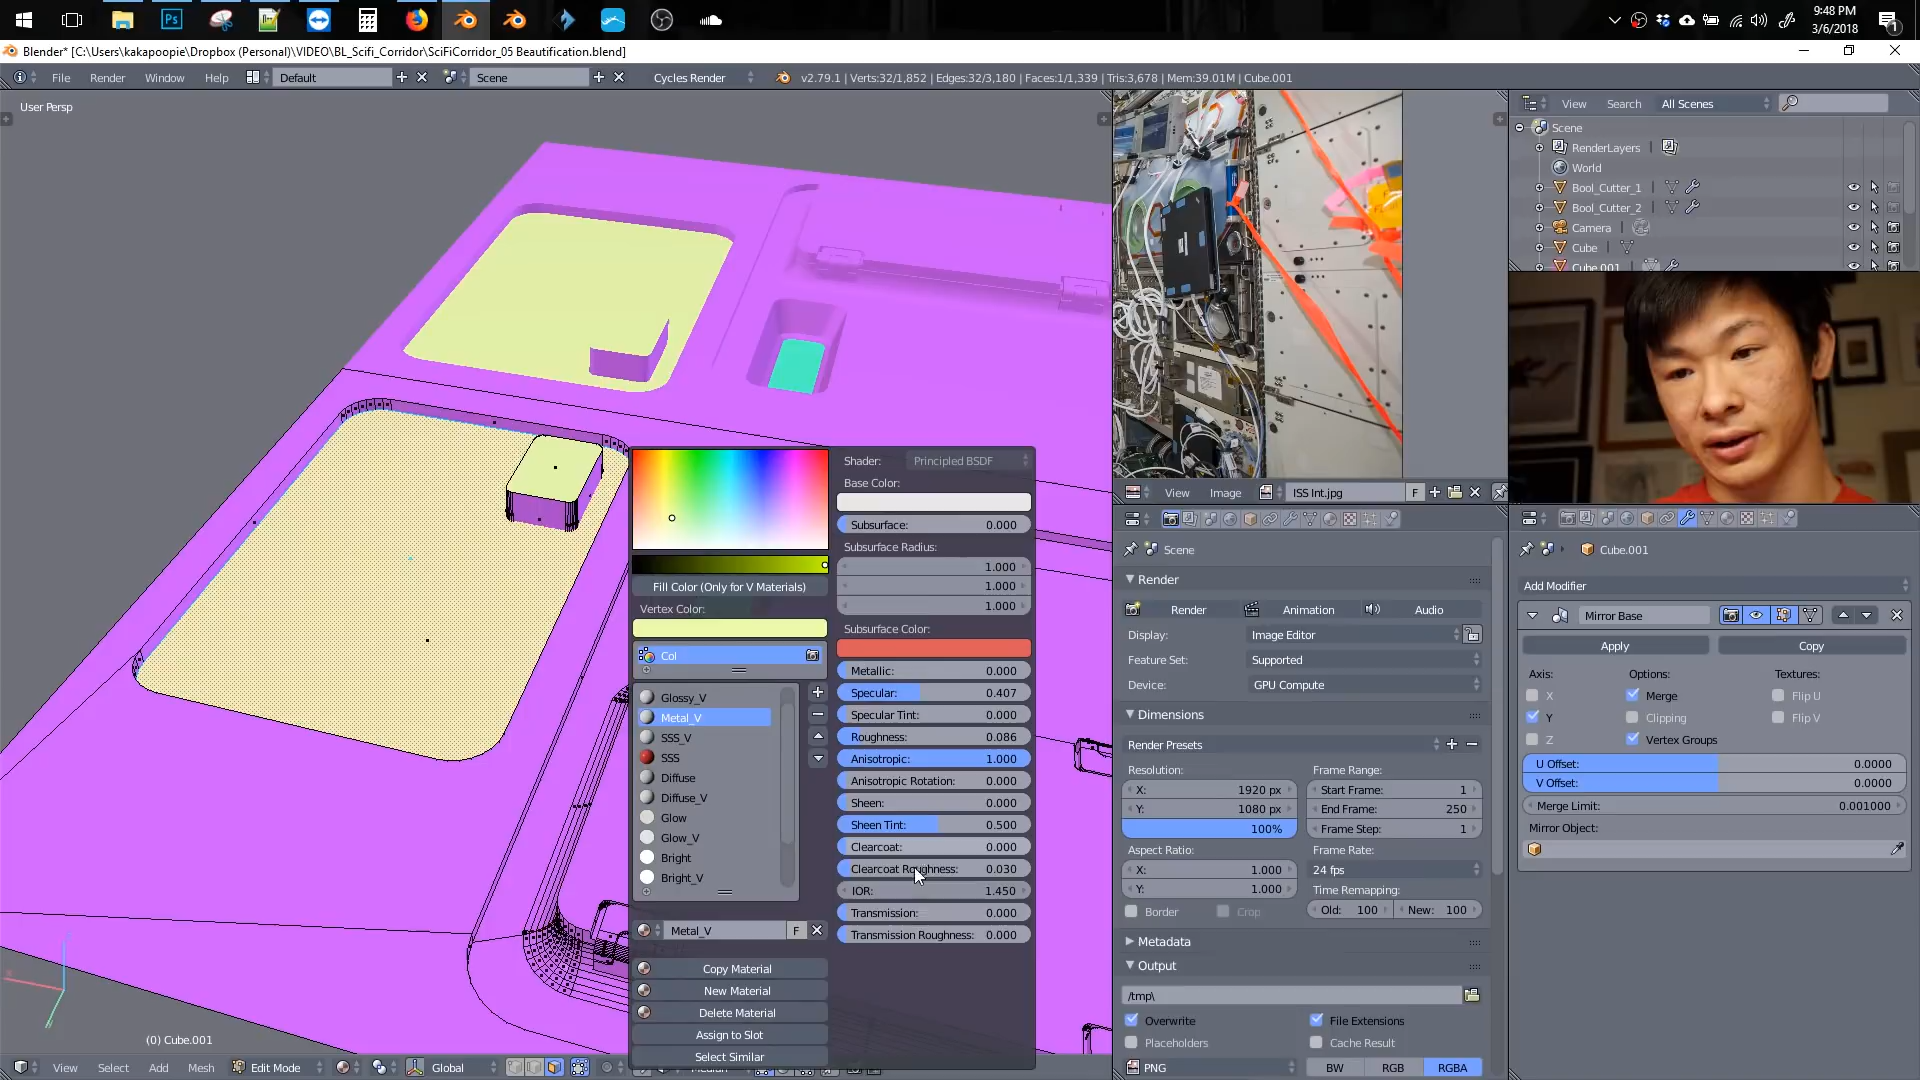 9:48 PM
3/6/2018
Blender* [C:\Users\kakapoopie\Dropbox (Personal)\VIDEO\BL_Scifi_Corridor\SciFiCorridor_05 Beautification.blend]
File Render Window Help Default Scene Cycles Render v2.79.1 | Verts:32/1,852 | Edges:32/3,180 | Faces:1/1,339 | Tris:3,678 | Mem:39.01M | Cube.001
User Persp
View Search All Scenes
Scene
RenderLayers
World
Bool_Cutter_1
Bool_Cutter_2
Camera
Cube
Cube.001
Shader: Principled BSDF
Base Color:
Subsurface: 0.000
Subsurface Radius:
1.000
1.000
1.000
Subsurface Color:
Metallic: 0.000
Specular: 0.407
Specular Tint: 0.000
Roughness: 0.086
Anisotropic: 1.000
Anisotropic Rotation: 0.000
Sheen: 0.000
Sheen Tint: 0.500
Clearcoat: 0.000
Clearcoat Roughness: 0.030
IOR: 1.450
Transmission: 0.000
Transmission Roughness: 0.000
Fill Color (Only for V Materials)
Vertex Color:
Col
Glossy_V
Metal_V
SSS_V
SSS
Diffuse
Diffuse_V
Glow
Glow_V
Bright
Bright_V
Metal_V F
Copy Material
New Material
Delete Material
Assign to Slot
Select Similar
View Image ISS Int.jpg F
Scene
Render
Render Animation Audio
Display: Image Editor
Feature Set: Supported
Device: GPU Compute
Dimensions
Render Presets
Resolution: Frame Range:
X: 1920 px Start Frame: 1
Y: 1080 px End Frame: 250
100% Frame Step: 1
Aspect Ratio: Frame Rate:
X: 1.000 24 fps
Y: 1.000 Time Remapping:
Border Crop Old: 100 New: 100
Metadata
Output
/tmp\
Overwrite File Extensions
Placeholders Cache Result
PNG BW RGB RGBA
Cube.001
Add Modifier
Mirror Base
Apply Copy
Axis: Options: Textures:
X Merge Flip U
Y Clipping Flip V
Z Vertex Groups
U Offset: 0.0000
V Offset: 0.0000
Merge Limit: 0.001000
Mirror Object:
(0) Cube.001
View Select Add Mesh Edit Mode Global